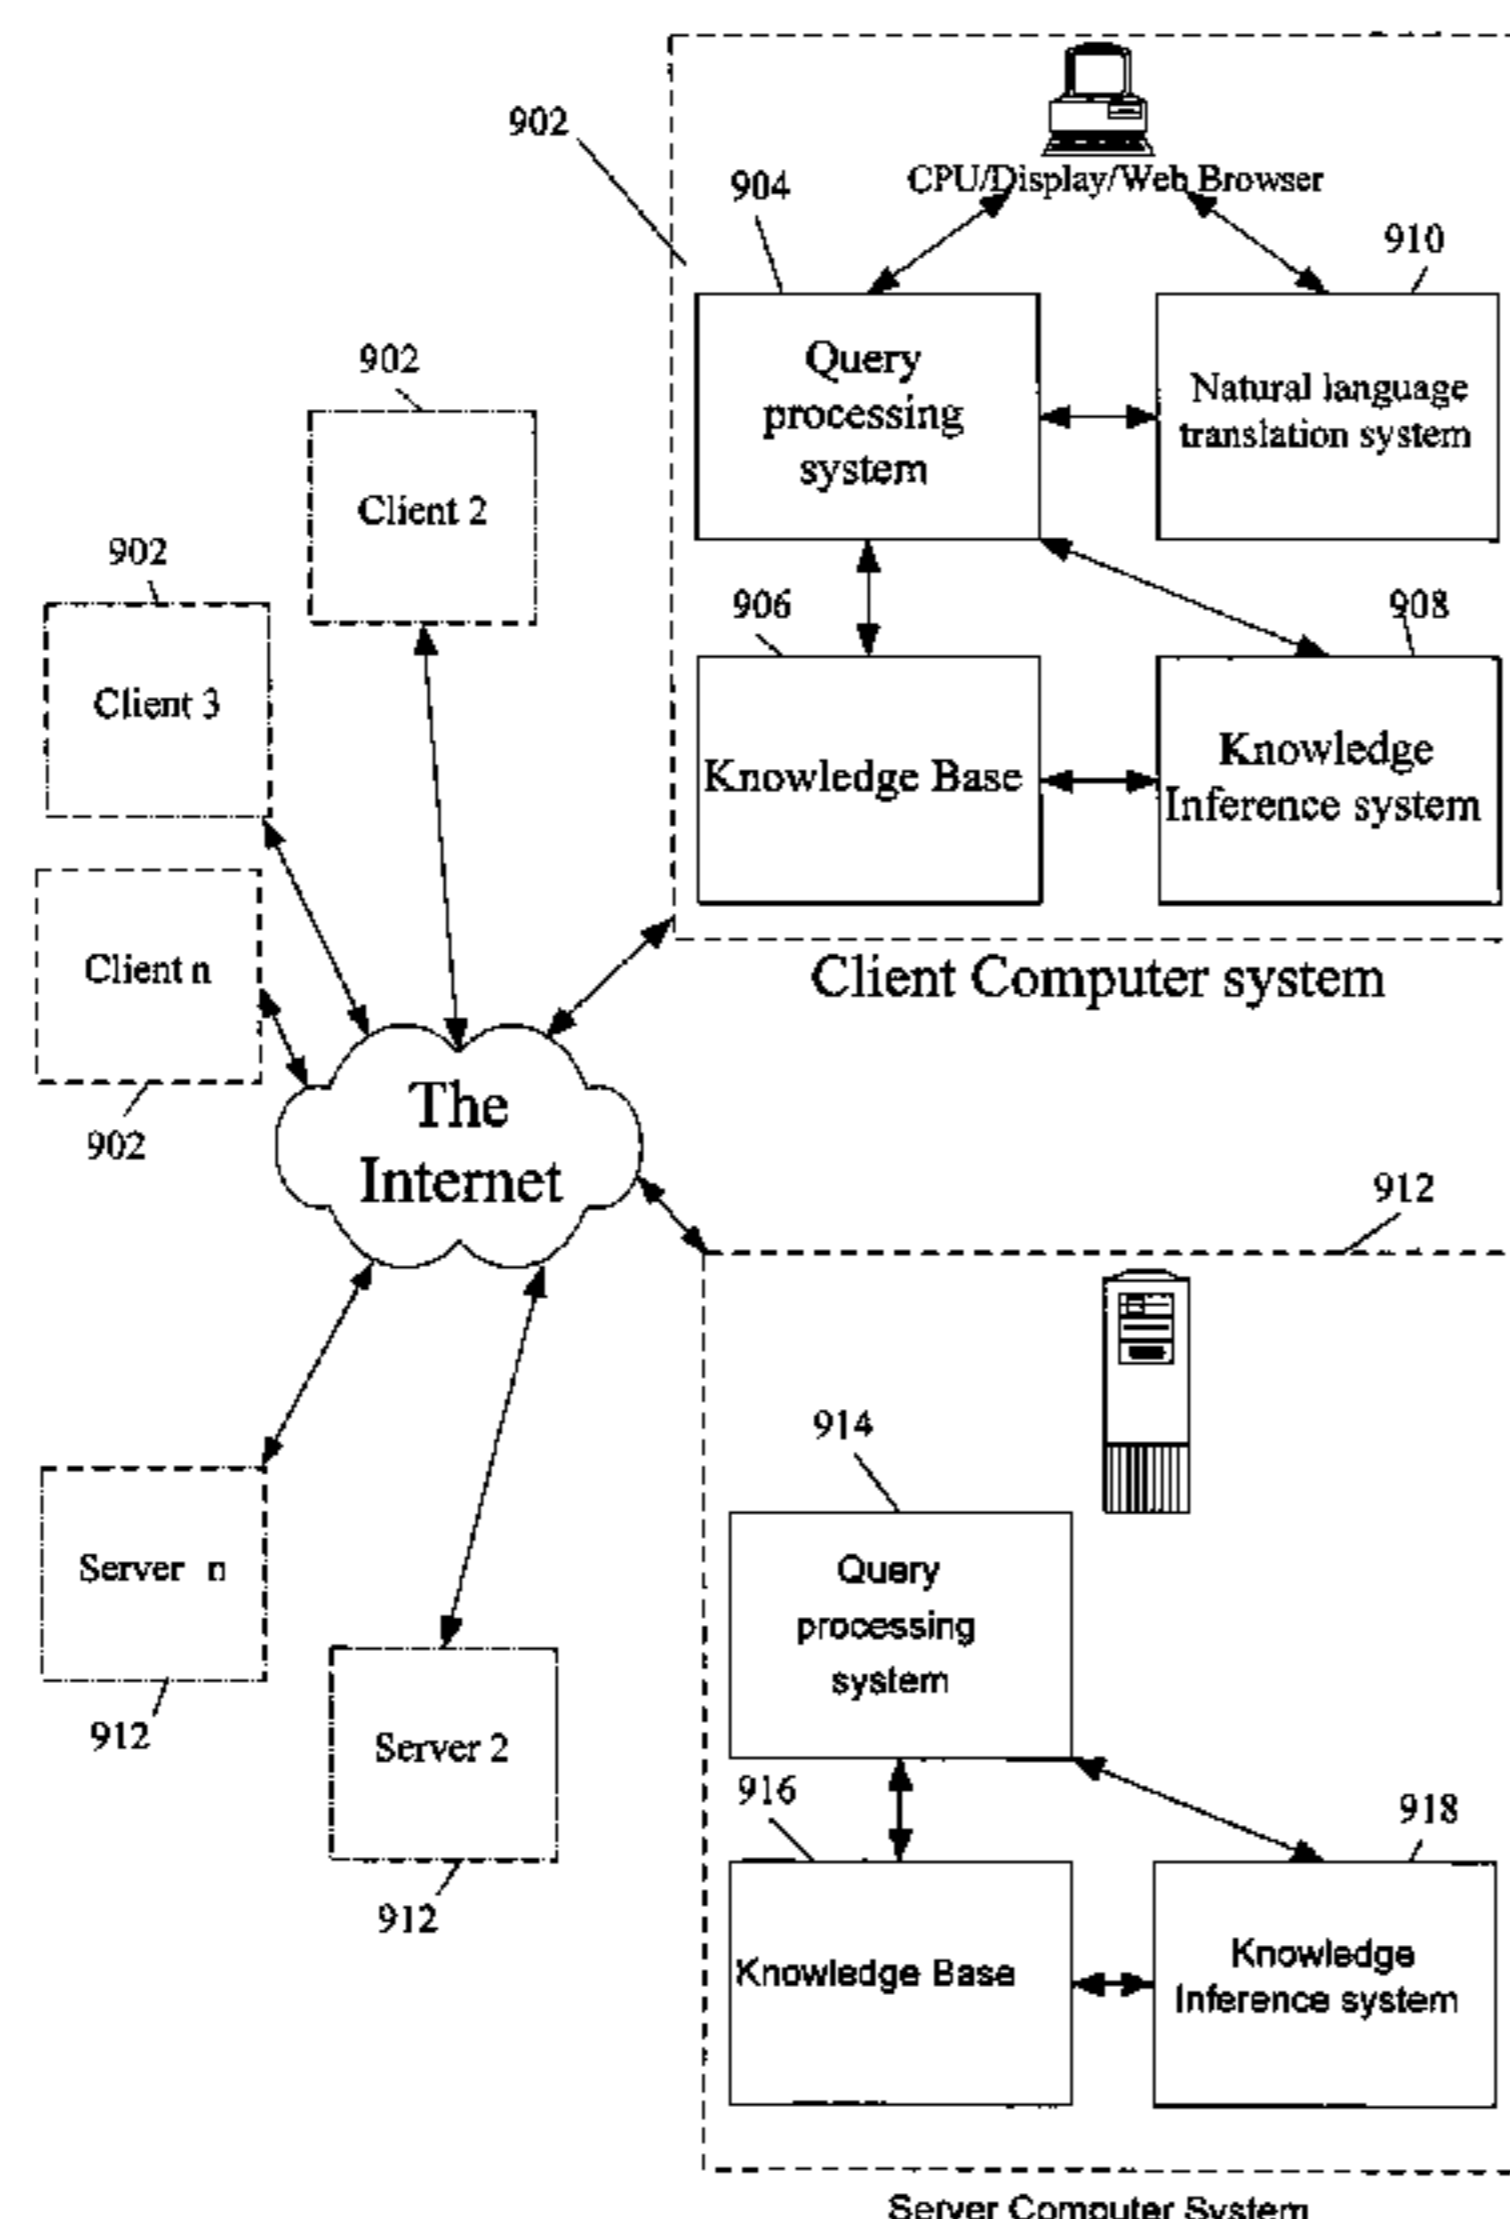 902
CPU/Display/Web Browser
904
910
Query
processing
system
Natural language
translation system
902
Client 2
902
Client 3
906
908
Knowledge Base
Knowledge
Inference system
Client n
902
Client Computer system
The
Internet
912
914
Query
processing
system
Server n
912
Server 2
912
916
918
Knowledge Base
Knowledge
Inference system
Server Computer System